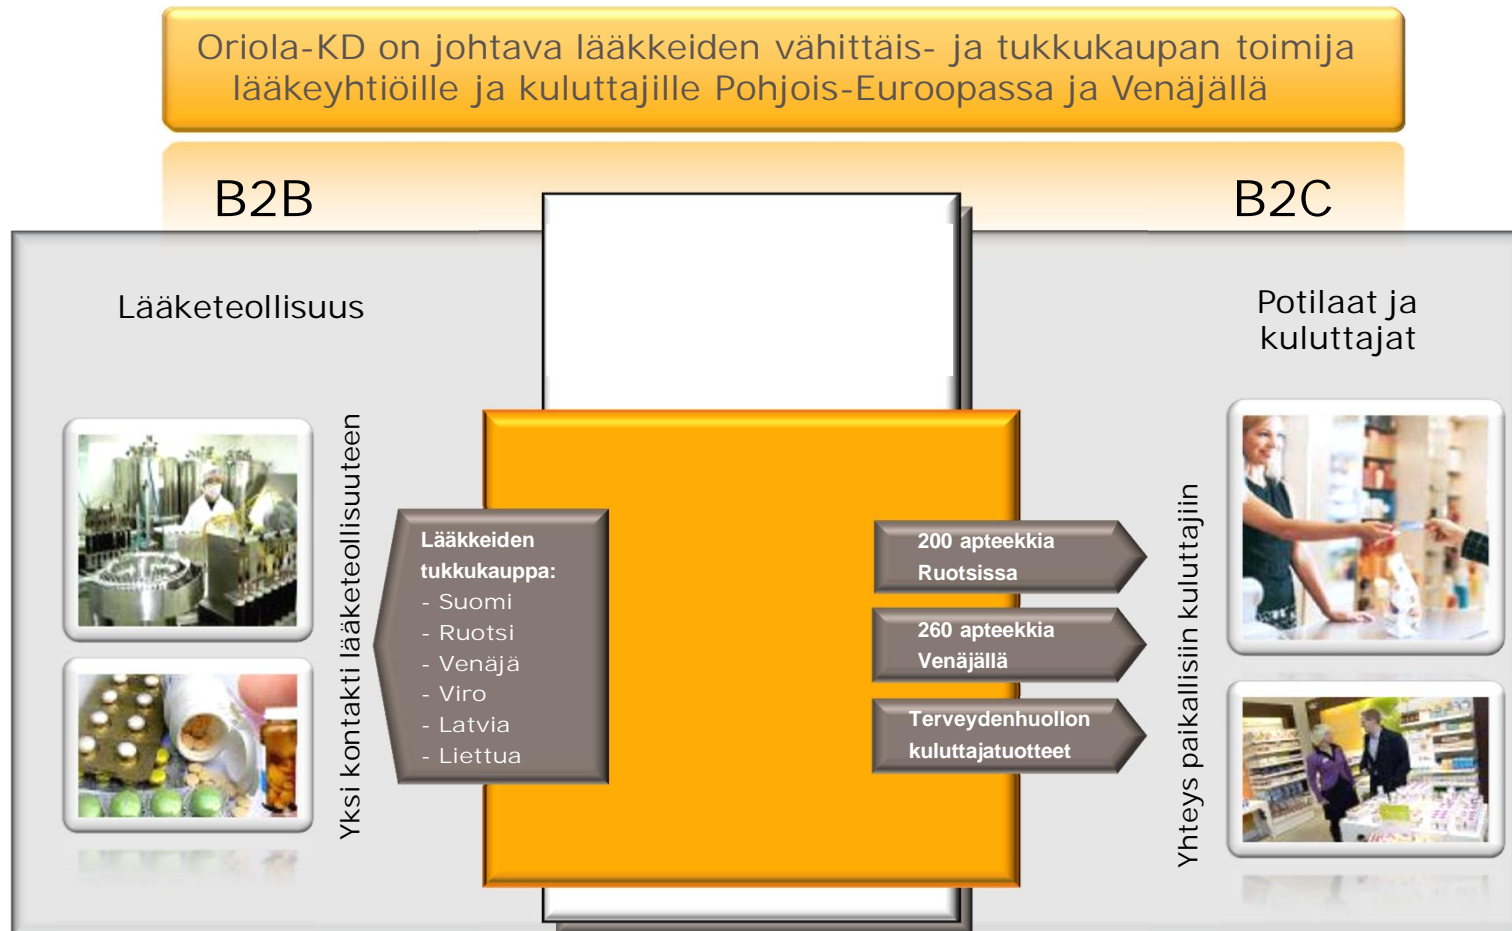 Oriola-KD on johtava lääkkeiden vähittäis- ja tukkukaupan toimija
lääkeyhtiöille ja kuluttajille Pohjois-Euroopassa ja Venäjällä
B2B
B2C
Lääketeollisuus
Yksi kontakti lääketeollisuuteen
Lääkkeiden
tukkukauppa:
- Suomi
- Ruotsi
- Venäjä
- Viro
- Latvia
- Liettua
200 apteekkia
Ruotsissa
260 apteekkia
Venäjällä
Terveydenhuollon
kuluttajatuotteet
Yhteys paikallisiin kuluttajiin
Potilaat ja
kuluttajat